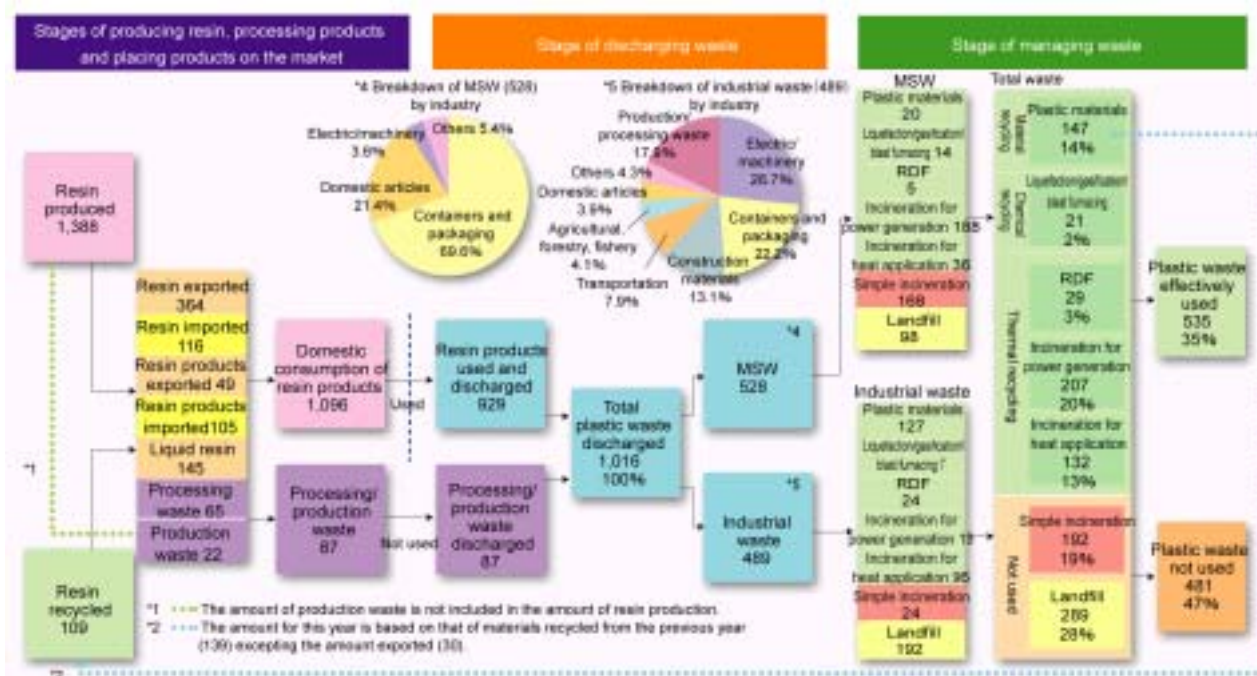 Stages of producing resin, processing products
and placing products on the market
Stage of discharging waste
Stage of managing waste
*4 Breakdown of MSW (528)
by industry
Others 5.4%
Electric/machinery
3.6%
Domestic articles
21.4%
Containers and
packaging
69.6%
*5 Breakdown of industrial waste (489)
by industry
Production/
processing waste
Others 4.3%
Domestic articles
Agricultural,
forestry, fishery
4.1%
Transportation
7.9%
Construction
materials
13.1%
Containers and
packaging
22.2%
Electric/
machinery
26.7%
Resin
produced
1,388
Resin
recycled
109
Resin exported
364
Resin imported
116
Resin products
exported 49
Resin products
imported105
Liquid resin
145
Processing
waste 65
Production
waste 22
*1
Domestic
consumption of
resin products
1,096
Processing/
production
waste
87
Used
Not used
Resin products
used and
discharged
929
Processing/
production
waste
discharged
87
Total
plastic waste
discharged
1,016
100%
*4
MSW
528
*5
Industrial
waste
489
MSW
Plastic materials
20
Liquefaction/gasification/
blast furnacing 14
RDF
5
Incineration for
power generation 188
Incineration for
heat application 36
Simple incineration
168
Landfill
98
Industrial waste
Plastic materials
127
Liquefaction/gasification/
blast furnacing 7
RDF
24
Incineration for
power generation
Incineration for
heat application
Simple incineration
24
Landfill
192
Total waste
Material
recycling
Plastic materials
147
14%
Chemical
recycling
Liquefaction/gasification/
blast furnacing
21
2%
Thermal recycling
RDF
29
3%
Incineration for
power generation
207
20%
Incineration for
heat application
132
13%
Not used
Simple incineration
192
19%
Landfill
289
28%
Plastic waste
effectively
used
535
35%
Plastic waste
not used
481
47%
*1 The amount of production waste is not included in the amount of resin production.
*2 The amount for this year is based on that of materials recycled from the previous year
(139) excepting the amount exported (30).